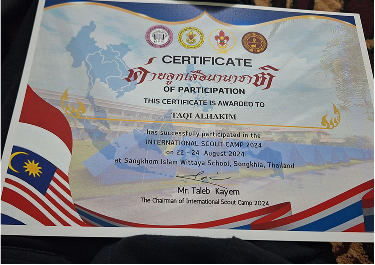 CERTIFICATE
ค่ายลูกเสือนานาชาติ
OF PARTICIPATION
THIS CERTIFICATE IS AWARDED TO
TAQI ALHAKIM
has successfully participated in the
INTERNATIONAL SCOUT CAMP 2024
on 22 - 24 August 2024
at Sangkhom Islam Wittaya School, Songkhla, Thailand
Mr. Taleb Kayem
The Chairman of International Scout Camp 2024